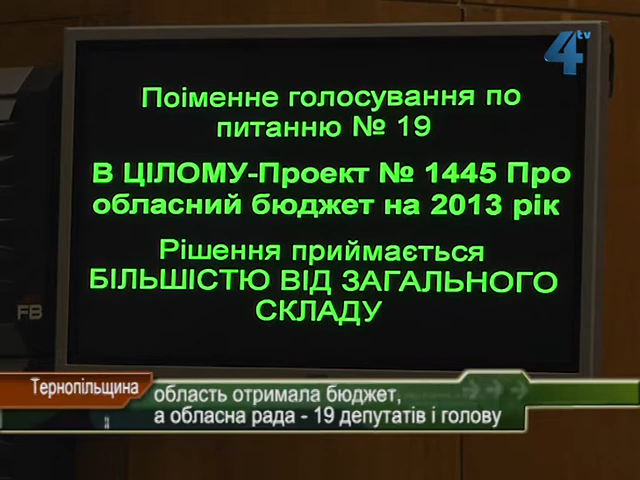 4tv
Поіменне голосування по
питанню № 19
В ЦІЛОМУ-Проект № 1445 Про
обласний бюджет на 2013 рік
Рішення приймається
БІЛЬШІСТЮ ВІД ЗАГАЛЬНОГО
СКЛАДУ
FB
Тернопільщина
область отримала бюджет,
а обласна рада - 19 депутатів і голову